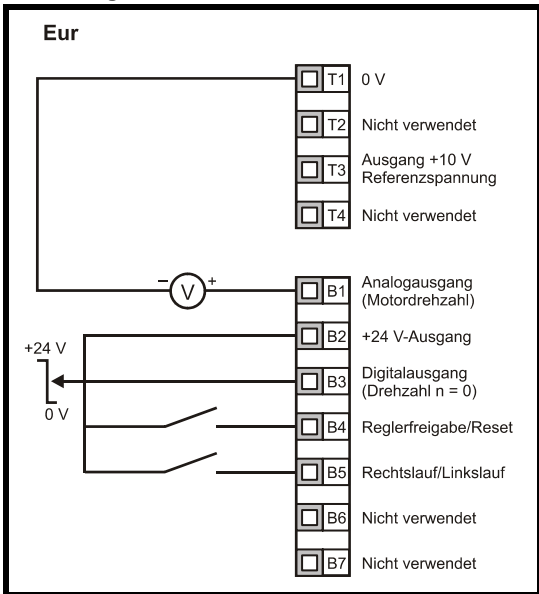 Eur
T1 0 V
T2 Nicht verwendet
T3 Ausgang +10 V
Referenzspannung
T4 Nicht verwendet
– V +
B1 Analogausgang
(Motordrehzahl)
B2 +24 V-Ausgang
+24 V
B3 Digitalausgang
(Drehzahl n = 0)
0 V
B4 Reglerfreigabe/Reset
B5 Rechtslauf/Linkslauf
B6 Nicht verwendet
B7 Nicht verwendet